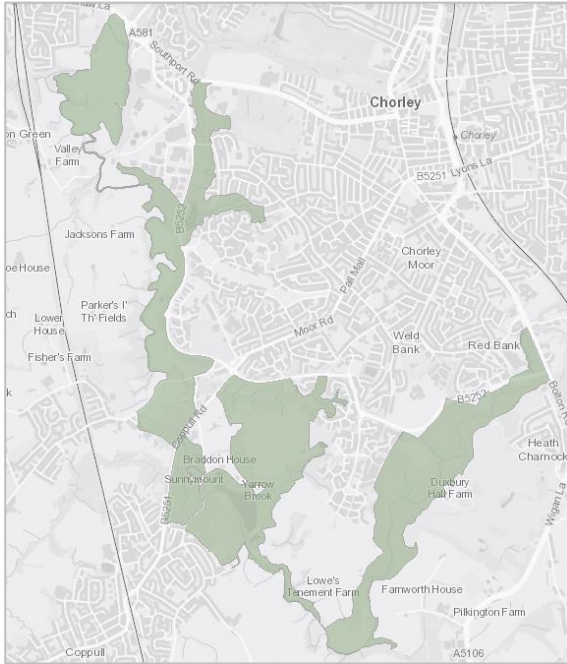 A581
Southport Rd
Chorley
Chorley
on Green
Valley
Farm
B5251
Lyons La
B5252
Jacksons Farm
Chorley
Moor
oe House
Pall Mall
Parker's I'
Th' Fields
ch
Lower
House
Moor Rd
Weld
Bank
Red Bank
Fisher's Farm
k
B5252
Bolton Rd
Coppull Rd
Heath
Charnock
Braddon House
Sunnymount
Yarrow
Brook
Duxbury
Hall Farm
B5251
Wigan La
Lowe's
Tenement Farm
Farnworth House
Pilkington Farm
Coppull
A5106